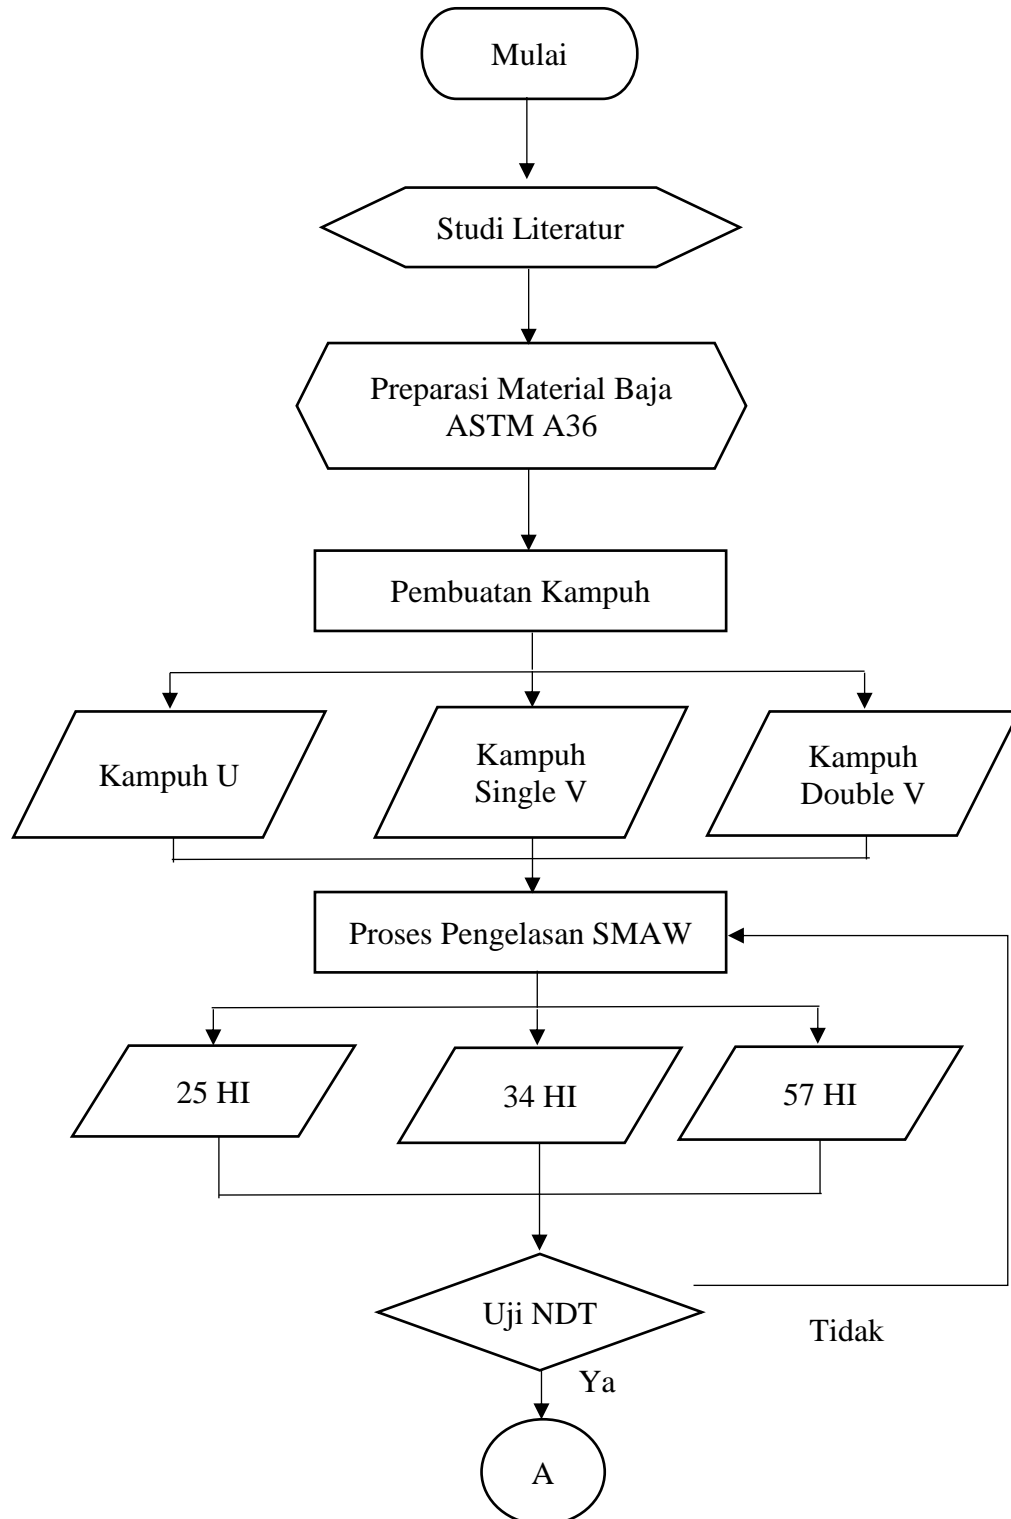 Mulai
Studi Literatur
Preparasi Material Baja
ASTM A36
Pembuatan Kampuh
Kampuh U
Kampuh
Single V
Kampuh
Double V
Proses Pengelasan SMAW
25 HI
34 HI
57 HI
Uji NDT
Tidak
Ya
A